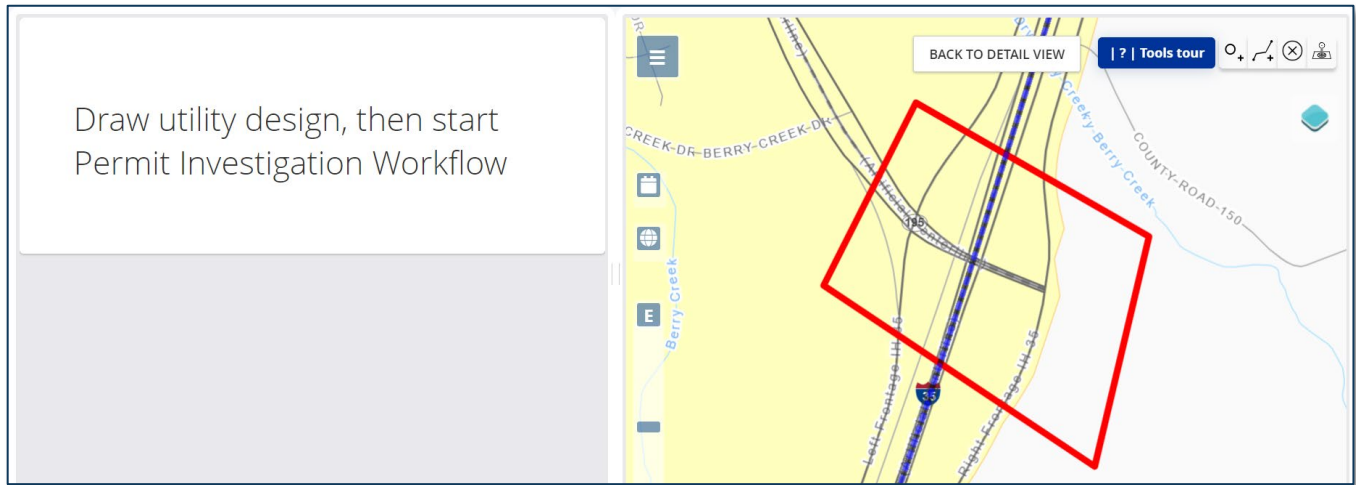 Draw utility design, then start
Permit Investigation Workflow
BACK TO DETAIL VIEW
| ? | Tools tour
CREEK-DR-BERRY-CREEK-DR
COUNTY-ROAD-150
Berry-Creek
195
E
Berry-Creek
Left-Frontage-IH-35
Right-Frontage-IH-35
35